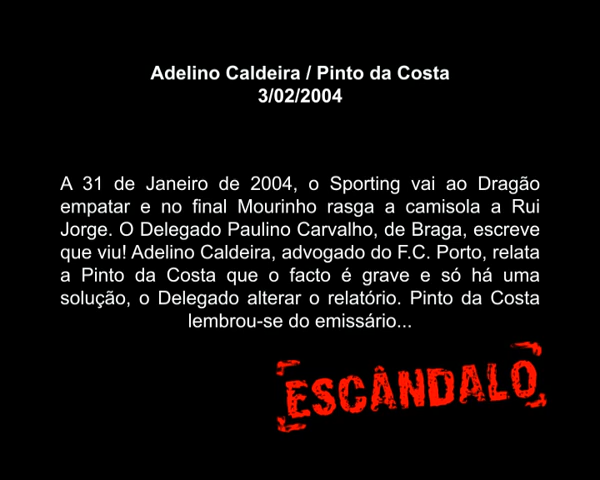 Adelino Caldeira / Pinto da Costa
3/02/2004
A 31 de Janeiro de 2004, o Sporting vai ao Dragão
empatar e no final Mourinho rasga a camisola a Rui
Jorge. O Delegado Paulino Carvalho, de Braga, escreve
que viu! Adelino Caldeira, advogado do F.C. Porto, relata
a Pinto da Costa que o facto é grave e só há uma
solução, o Delegado alterar o relatório. Pinto da Costa
lembrou-se do emissário...
ESCÂNDALO